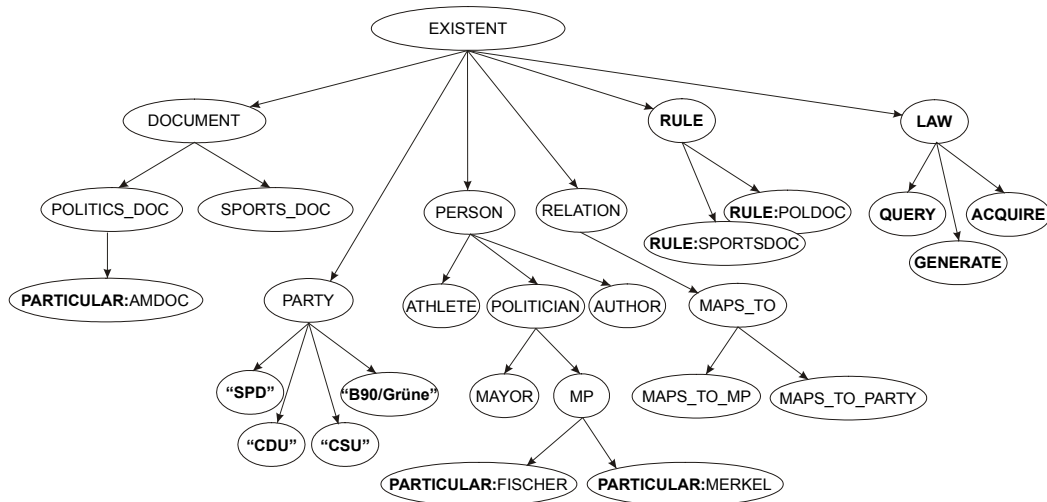 EXISTENT
DOCUMENT
RULE
LAW
POLITICS_DOC
SPORTS_DOC
PERSON
RELATION
RULE:POLDOC
QUERY
ACQUIRE
RULE:SPORTSDOC
GENERATE
PARTICULAR:AMDOC
PARTY
ATHLETE
POLITICIAN
AUTHOR
MAPS_TO
“SPD”
“B90/Grüne”
MAYOR
MP
MAPS_TO_MP
MAPS_TO_PARTY
“CDU”
“CSU”
PARTICULAR:FISCHER
PARTICULAR:MERKEL